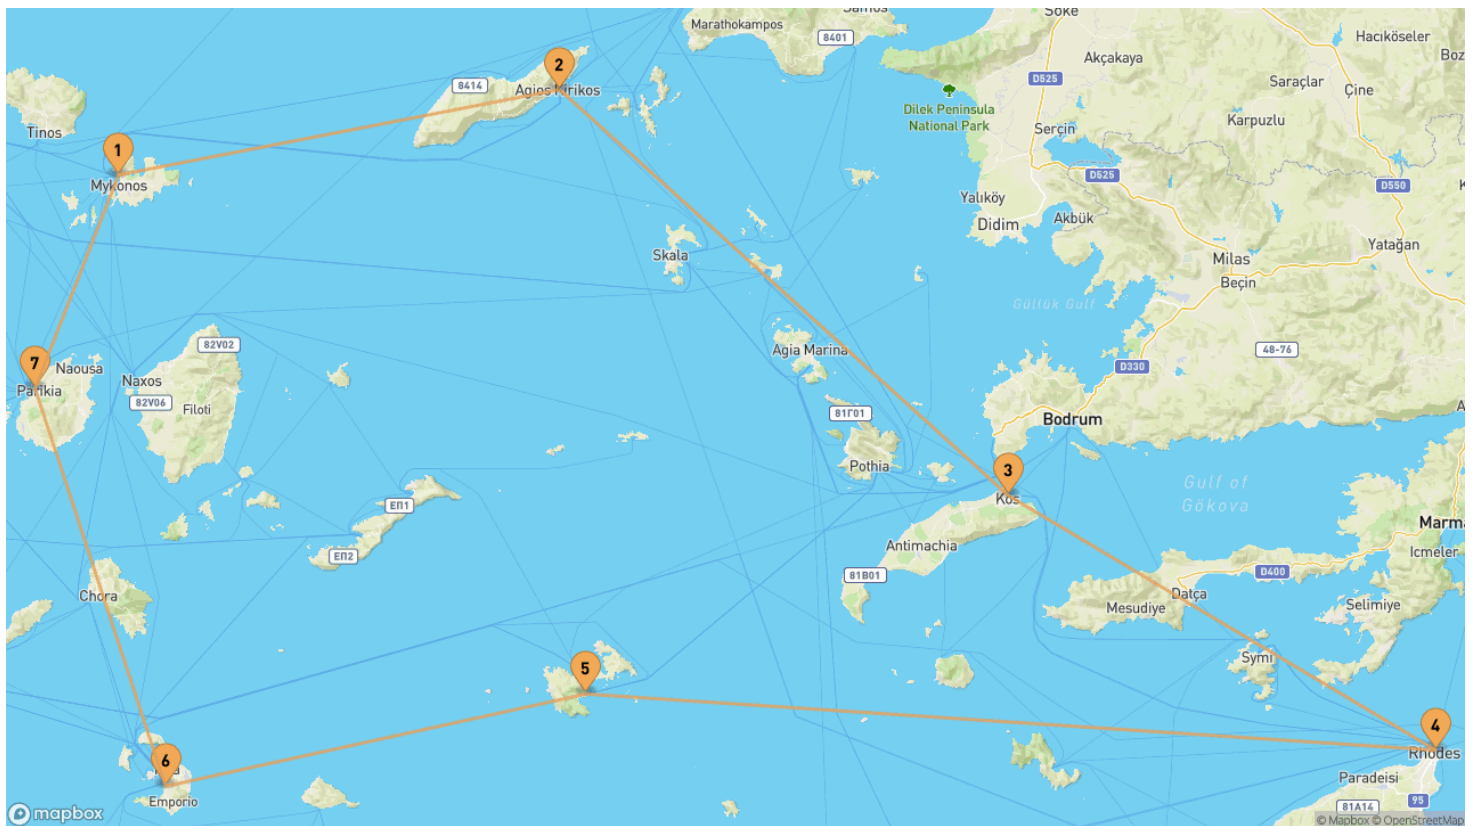 Samos
Söke
Marathokampos
8401
Hacıköseler
Akçakaya
2
D525
Saraçlar
Çine
8414
Agios Kirikos
Dilek Peninsula
National Park
Karpuzlu
Serçin
Tinos
1
D525
D550
Mykonos
Yalıköy
Akbük
Didim
Yatağan
Skala
Milas
Beçin
Güllük Gulf
82V02
Agia Marina
48-76
7
Naousa
D330
Parikia
Naxos
82V06
Filoti
81Γ01
Bodrum
Pothia
3
Gulf of
Gökova
Kos
ΕΠ1
Marma
Antimachia
Icmeler
ΕΠ2
81B01
D400
Chora
Datça
Mesudiye
Selimiye
Symi
5
4
Rhodes
6
Paradeisi
Emporio
95
81A14
mapbox
© Mapbox © OpenStreetMap